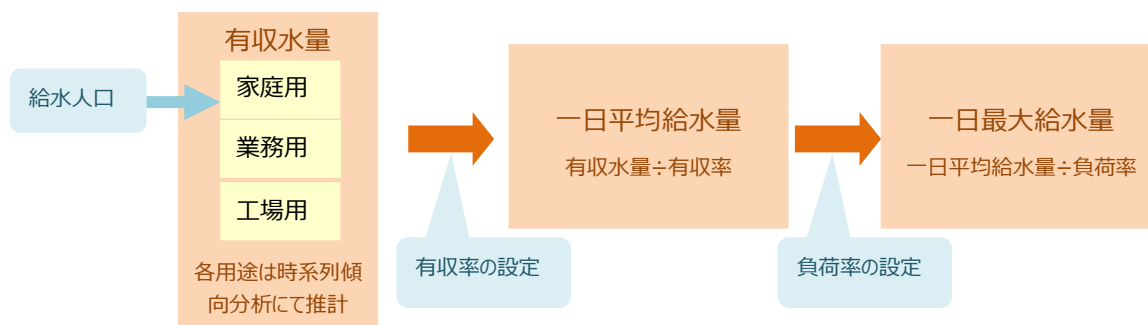 給水人口
有収水量
家庭用
業務用
工場用
各用途は時系列傾
向分析にて推計
有収率の設定
一日平均給水量
有収水量÷有収率
負荷率の設定
一日最大給水量
一日平均給水量÷負荷率